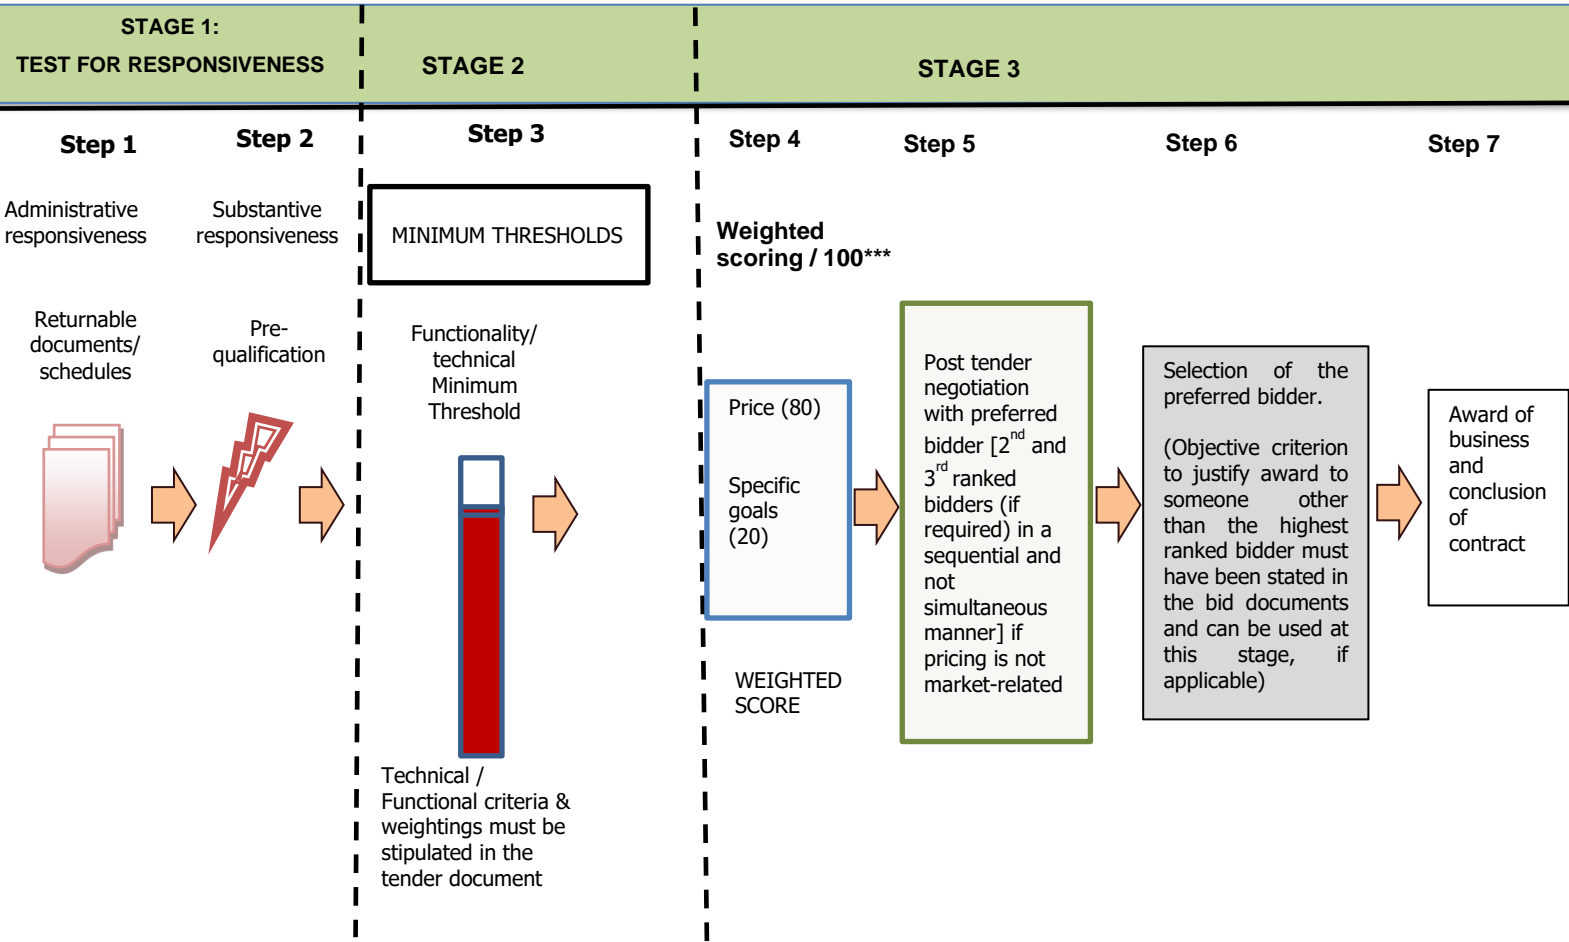 STAGE 1:
TEST FOR RESPONSIVENESS
STAGE 2
STAGE 3
Step 1
Step 2
Step 3
Step 4
Step 5
Step 6
Step 7
Administrative
responsiveness
Substantive
responsiveness
MINIMUM THRESHOLDS
Weighted
scoring / 100***
Returnable
documents/
schedules
Pre-
qualification
Functionality/
technical
Minimum
Threshold
Technical /
Functional criteria &
weightings must be
stipulated in the
tender document
Price (80)
Specific
goals
(20)
WEIGHTED
SCORE
Post tender
negotiation
with preferred
bidder [2nd and
3rd ranked
bidders (if
required) in a
sequential and
not
simultaneous
manner] if
pricing is not
market-related
Selection of the
preferred bidder.
(Objective criterion
to justify award to
someone other
than the highest
ranked bidder must
have been stated in
the bid documents
and can be used at
this stage, if
applicable)
Award of
business
and
conclusion
of
contract